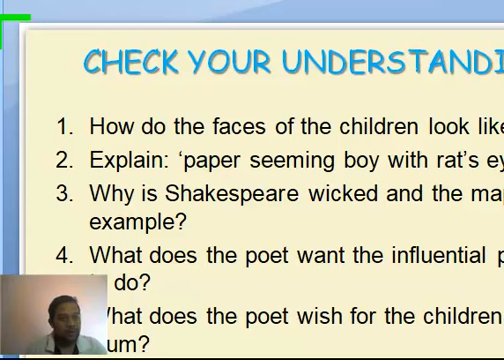 CHECK YOUR UNDERSTANDI
1. How do the faces of the children look like
2. Explain: ‘paper seeming boy with rat’s ey
3. Why is Shakespeare wicked and the map
example?
4. What does the poet want the influential p
do?
What does the poet wish for the children
um?